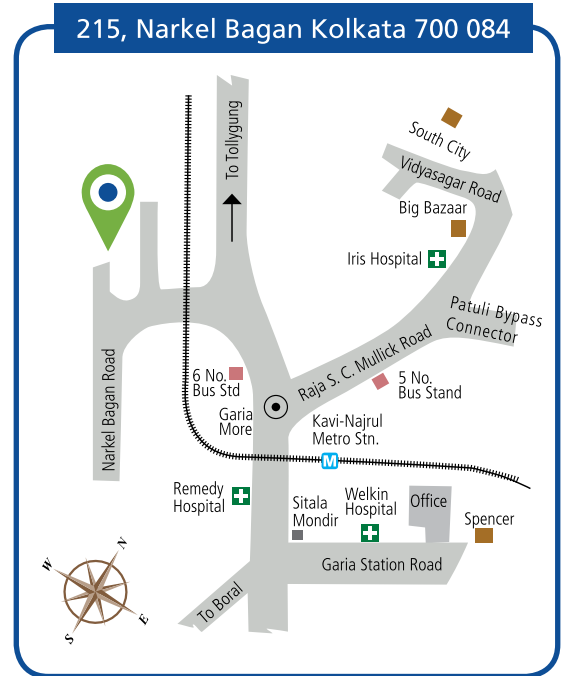 215, Narkel Bagan Kolkata 700 084
To Tollygung
South City
Vidyasagar Road
Big Bazaar
Iris Hospital
Patuli Bypass
Connector
Raja S. C. Mullick Road
Narkel Bagan Road
6 No.
Bus Std
5 No.
Bus Stand
Garia
More
Kavi-Najrul
Metro Stn.
M
Remedy
Hospital
Sitala
Mondir
Welkin
Hospital
Office
Spencer
Garia Station Road
To Boral
N
W
E
S